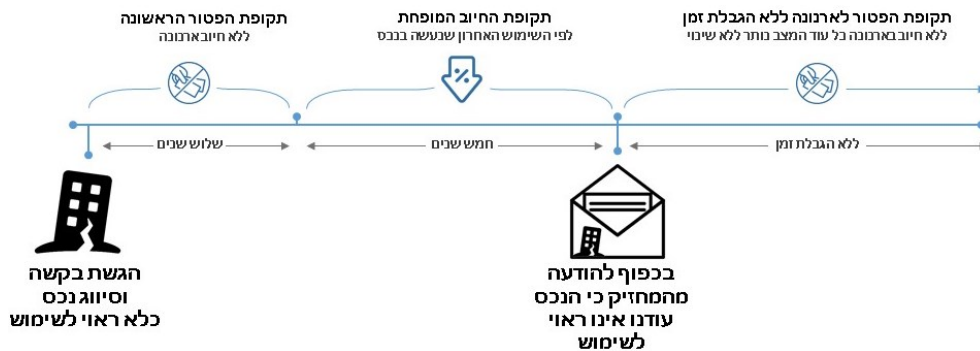 תקופת הפטור הראשונה
ללא חיוב ארנונה
תקופת החיוב המופחת
לפי השימוש האחרון שנעשה בנכס
תקופת הפטור לארנונה ללא הגבלת זמן
ללא חיוב בארנונה כל עוד המצב נותר ללא שינוי
%
שלוש שנים
חמש שנים
ללא הגבלת זמן
הגשת בקשה
וסיווג נכס
כלא ראוי לשימוש
בכפוף להודעה
מהמחזיק כי הנכס
עודנו אינו ראוי
לשימוש